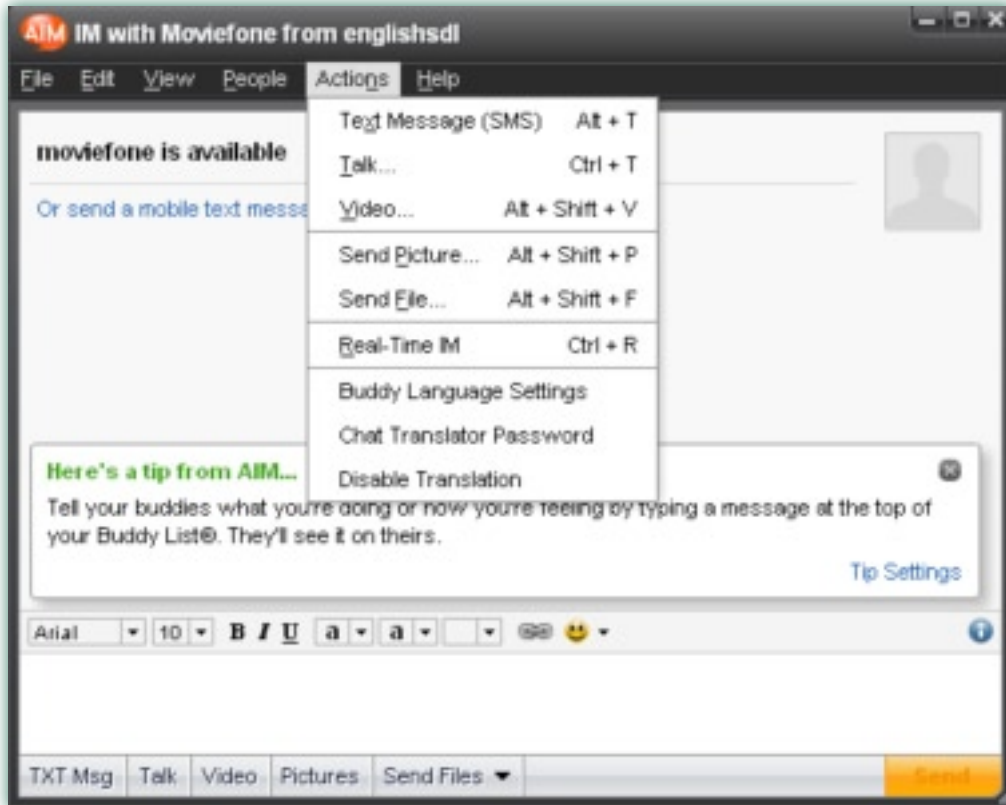 AIM IM with Moviefone from englishsdl
File Edit View People Actions Help
moviefone is available
Or send a mobile text messa
Text Message (SMS) Alt + T
Talk... Ctrl + T
Video... Alt + Shift + V
Send Picture... Alt + Shift + P
Send File... Alt + Shift + F
Real-Time IM Ctrl + R
Buddy Language Settings
Chat Translator Password
Disable Translation
Here's a tip from AIM...
Tell your buddies what you're doing or how you're feeling by typing a message at the top of
your Buddy List®. They'll see it on theirs.
Tip Settings
Arial 10 B I U a a
TXT Msg Talk Video Pictures Send Files Send